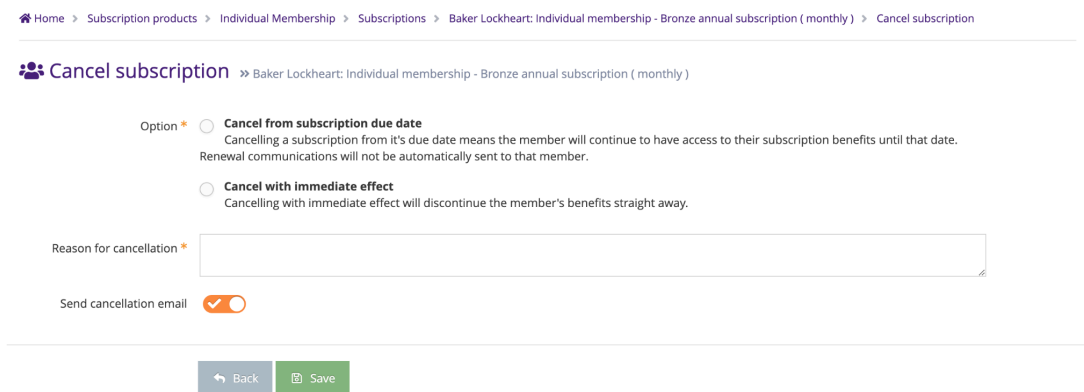 Home > Subscription products > Individual Membership > Subscriptions > Baker Lockheart: Individual membership - Bronze annual subscription ( monthly ) > Cancel subscription
Cancel subscription » Baker Lockheart: Individual membership - Bronze annual subscription ( monthly )
Option * Cancel from subscription due date
Cancelling a subscription from it's due date means the member will continue to have access to their subscription benefits until that date.
Renewal communications will not be automatically sent to that member.
Cancel with immediate effect
Cancelling with immediate effect will discontinue the member's benefits straight away.
Reason for cancellation *
Send cancellation email
Back Save